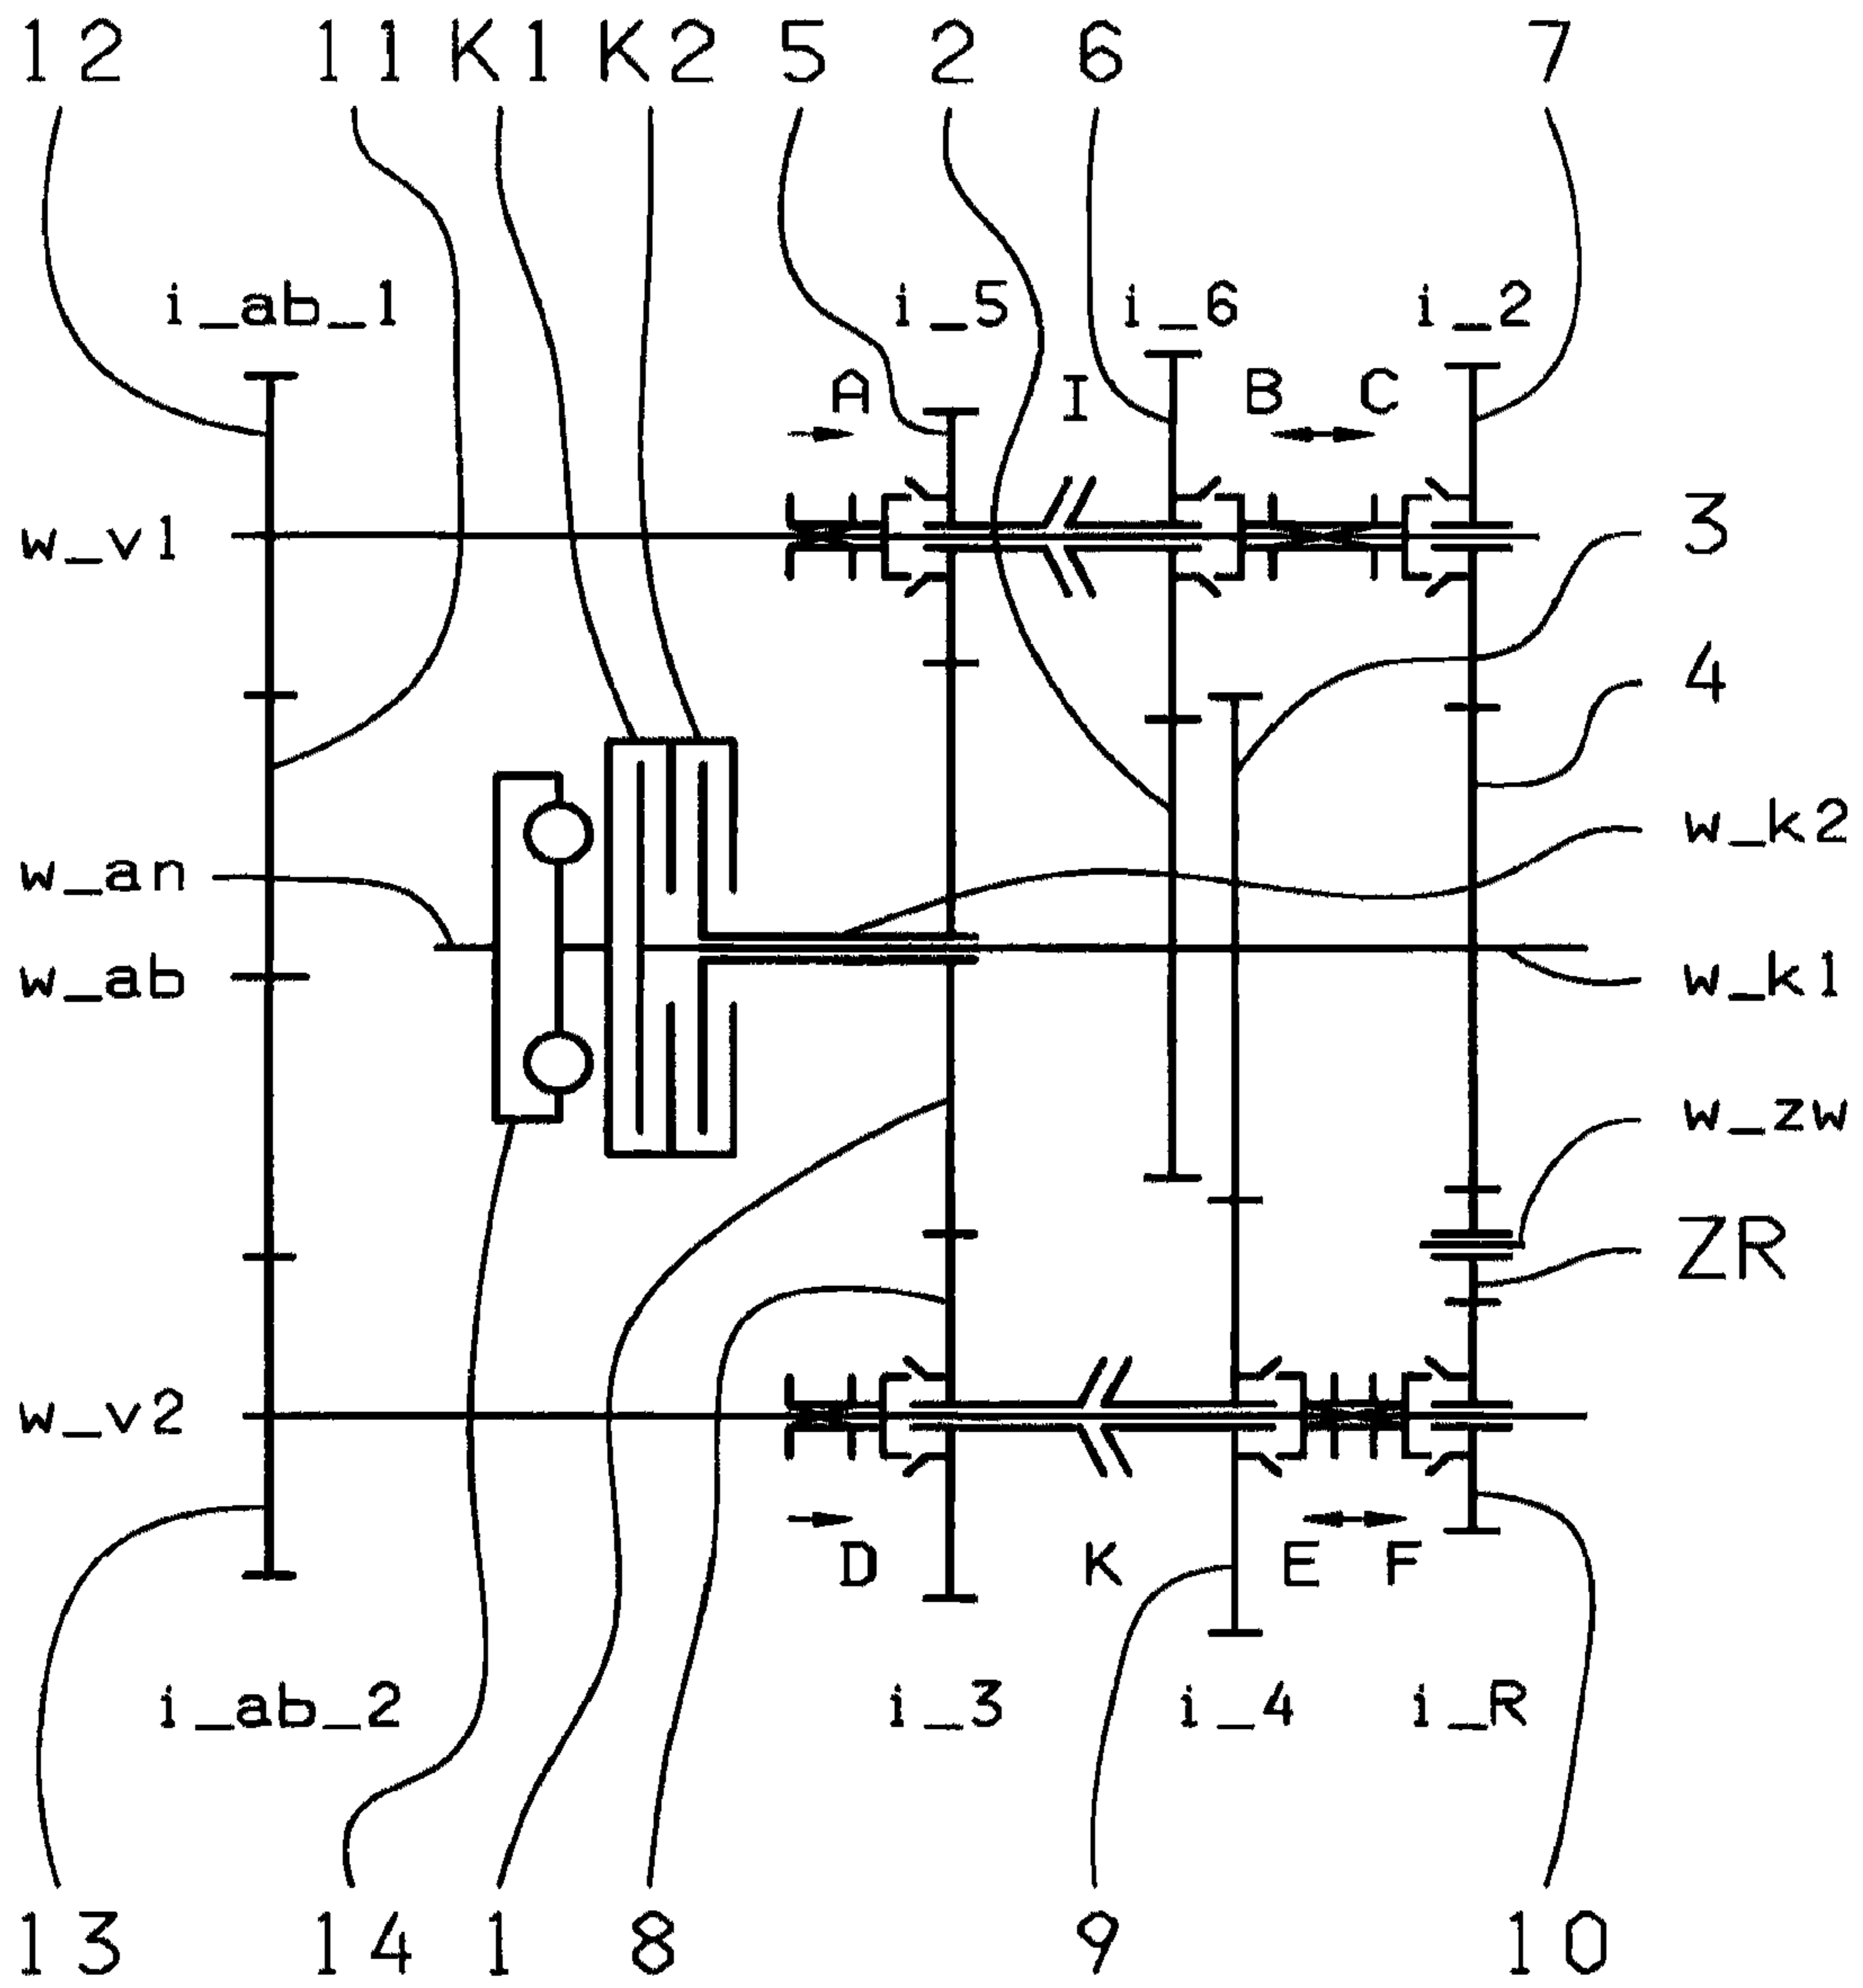 12 11 K1 K2 5 2 6 7
i_ab_1 i_5 i_6 i_2
A I B C
w_v1 3
4
w_k2
w_an
w_ab w_k1
w_zw
ZR
w_v2
D K E F
i_ab_2 i_3 i_4 i_R
13 14 1 8 9 10